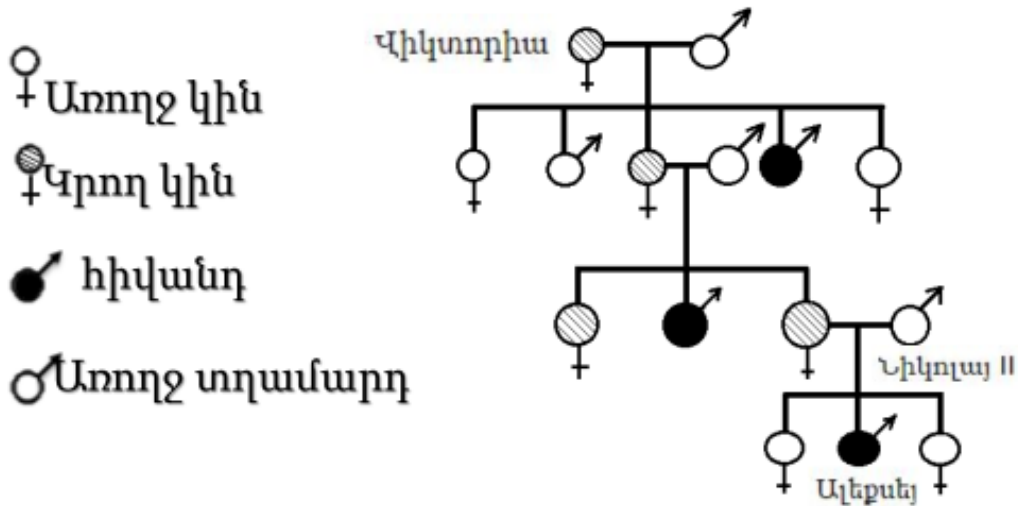 Վիկտորիա
Առողջ կին
Կրող կին
հիվանդ
Առողջ տղամարդ
Նիկոլայ II
Ալեքսեյ